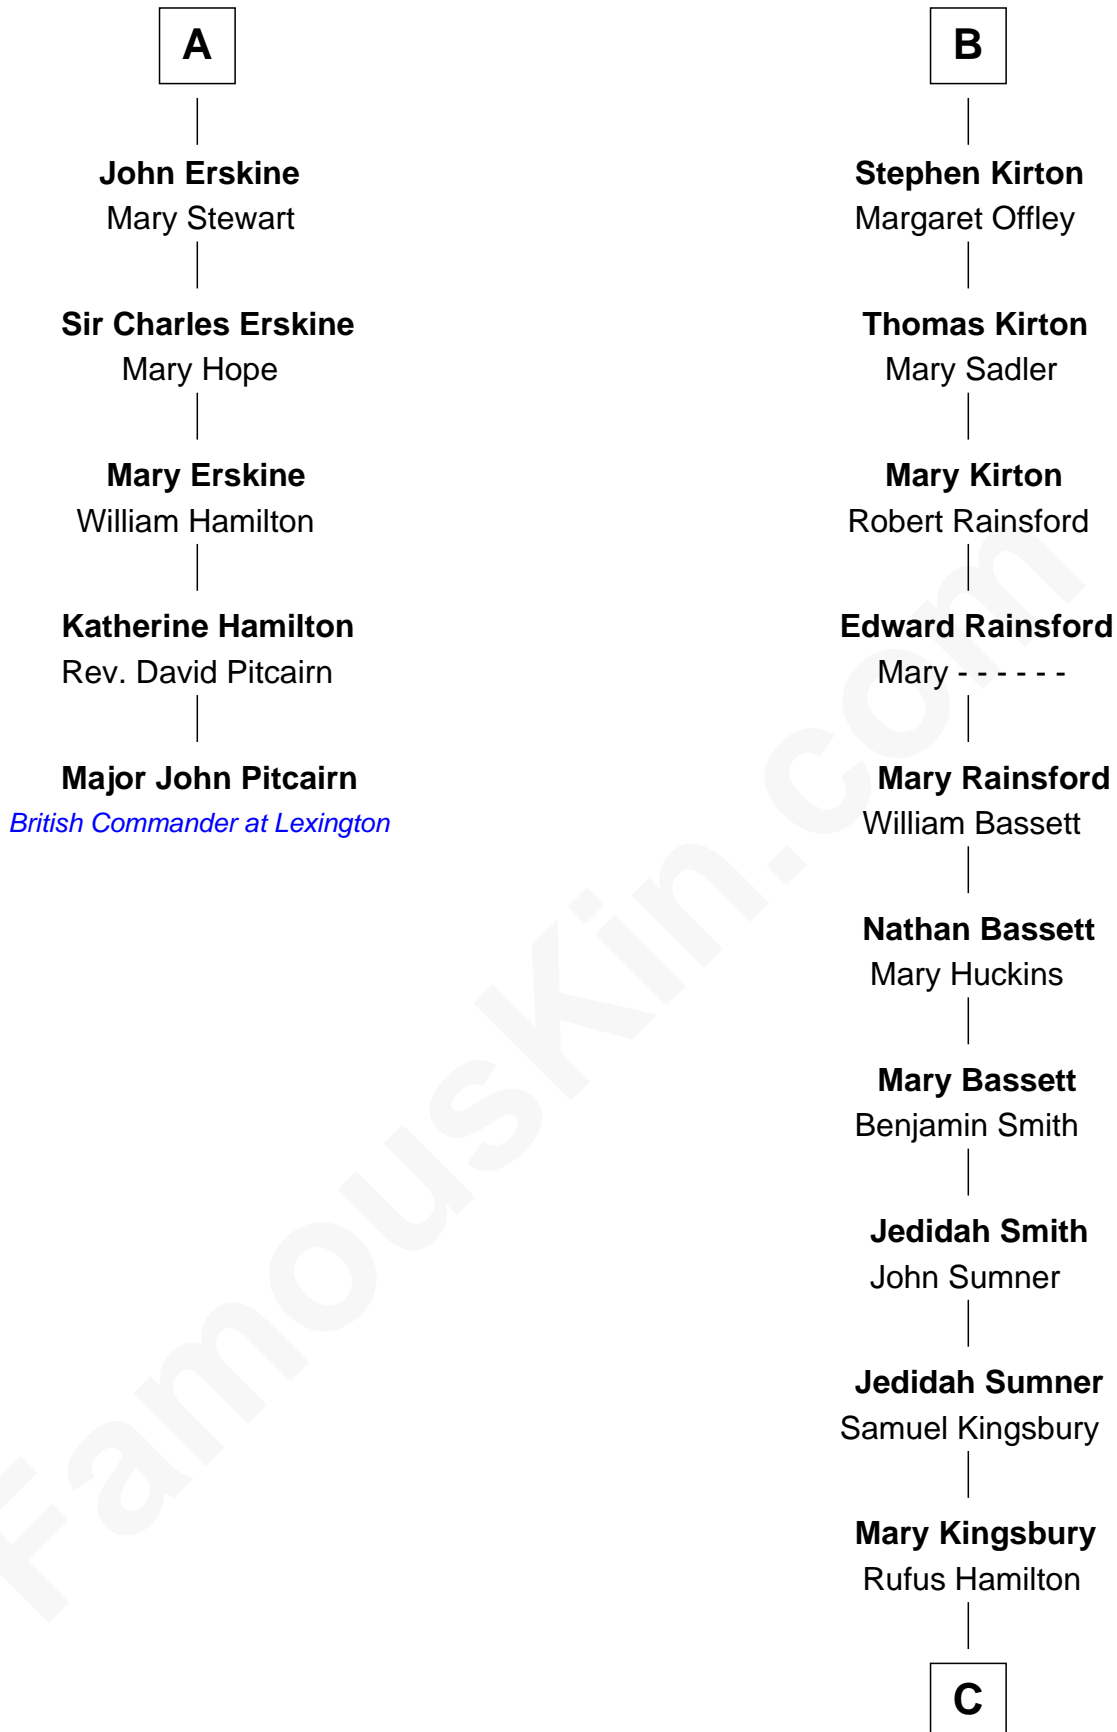 A
John Erskine
Mary Stewart
Sir Charles Erskine
Mary Hope
Mary Erskine
William Hamilton
Katherine Hamilton
Rev. David Pitcairn
Major John Pitcairn
British Commander at Lexington
B
Stephen Kirton
Margaret Offley
Thomas Kirton
Mary Sadler
Mary Kirton
Robert Rainsford
Edward Rainsford
Mary - - - - - -
Mary Rainsford
William Bassett
Nathan Bassett
Mary Huckins
Mary Bassett
Benjamin Smith
Jedidah Smith
John Sumner
Jedidah Sumner
Samuel Kingsbury
Mary Kingsbury
Rufus Hamilton
C
FamousKin.com